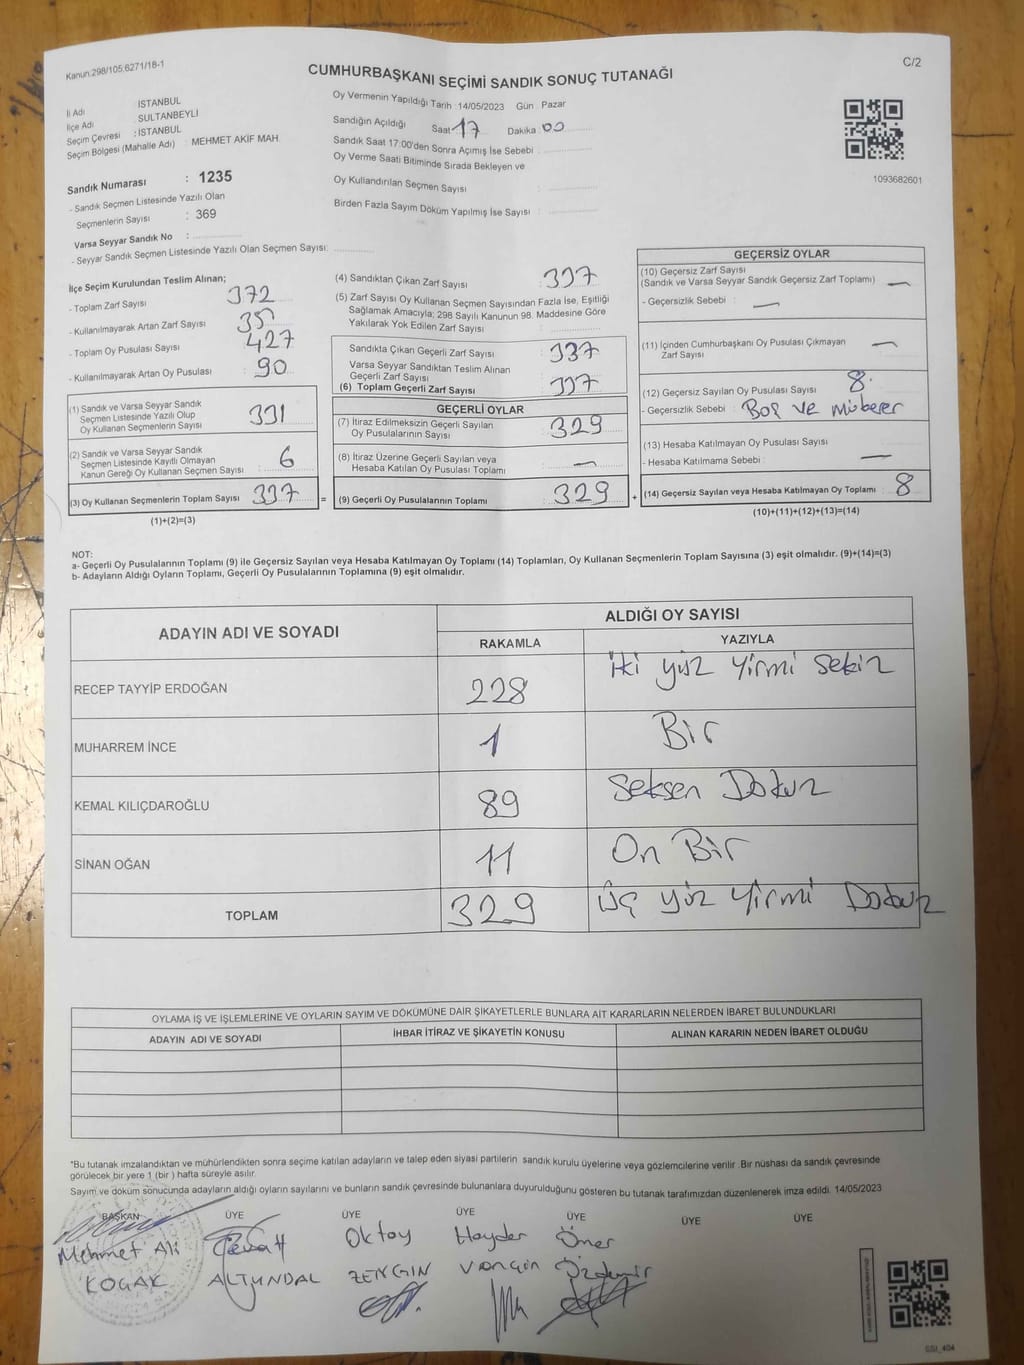 Kanun:298/105;6271/18-1
C/2
CUMHURBAŞKANI SEÇİMİ SANDIK SONUÇ TUTANAĞI
İl Adı İSTANBUL
İlçe Adı SULTANBEYLİ
Seçim Çevresi : İSTANBUL
Seçim Bölgesi (Mahalle Adı) : MEHMET AKİF MAH
Sandık Numarası : 1235
- Sandık Seçmen Listesinde Yazılı Olan
Seçmenlerin Sayısı : 369
Varsa Seyyar Sandık No :
- Seyyar Sandık Seçmen Listesinde Yazılı Olan Seçmen Sayısı:
Oy Vermenin Yapıldığı Tarih :14/05/2023 Gün : Pazar
Sandığın Açıldığı Saat 17 Dakika 00
Sandık Saat 17:00'den Sonra Açımış İse Sebebi :
Oy Verme Saati Bitiminde Sırada Bekleyen ve
Oy Kullandırılan Seçmen Sayısı :
Birden Fazla Sayım Döküm Yapılmış İse Sayısı :
1093682601
İlçe Seçim Kurulundan Teslim Alınan;
- Toplam Zarf Sayısı 372
- Kullanılmayarak Artan Zarf Sayısı
- Toplam Oy Pusulası Sayısı : 427
- Kullanılmayarak Artan Oy Pusulası : 90
(1) Sandık ve Varsa Seyyar Sandık
Seçmen Listesinde Yazılı Olup
Oy Kullanan Seçmenlerin Sayısı : 331
(2) Sandık ve Varsa Seyyar Sandık
Seçmen Listesinde Kayıtlı Olmayan
Kanun Gereği Oy Kullanan Seçmen Sayısı : 6
(3) Oy Kullanan Seçmenlerin Toplam Sayısı : 337 =
(1)+(2)=(3)
(4) Sandıktan Çıkan Zarf Sayısı : 337
(5) Zarf Sayısı Oy Kullanan Seçmen Sayısından Fazla İse, Eşitliği
Sağlamak Amacıyla; 298 Sayılı Kanunun 98. Maddesine Göre
Yakılarak Yok Edilen Zarf Sayısı :
Sandıkta Çıkan Geçerli Zarf Sayısı : 337
Varsa Seyyar Sandıktan Teslim Alınan
Geçerli Zarf Sayısı :
(6) Toplam Geçerli Zarf Sayısı : 337
GEÇERLİ OYLAR
(7) İtiraz Edilmeksizin Geçerli Sayılan
Oy Pusulalarının Sayısı : 329
(8) İtiraz Üzerine Geçerli Sayılan veya
Hesaba Katılan Oy Pusulası Toplamı : —
(9) Geçerli Oy Pusulalarının Toplamı : 329 +
GEÇERSİZ OYLAR
(10) Geçersiz Zarf Sayısı
(Sandık ve Varsa Seyyar Sandık Geçersiz Zarf Toplamı) : —
- Geçersizlik Sebebi : —
(11) İçinden Cumhurbaşkanı Oy Pusulası Çıkmayan
Zarf Sayısı : —
(12) Geçersiz Sayılan Oy Pusulası Sayısı : 8.
- Geçersizlik Sebebi : Boş ve Müberer
(13) Hesaba Katılmayan Oy Pusulası Sayısı :
- Hesaba Katılmama Sebebi : —
(14) Geçersiz Sayılan veya Hesaba Katılmayan Oy Toplamı : 8
(10)+(11)+(12)+(13)=(14)
NOT:
a- Geçerli Oy Pusulalarının Toplamı (9) ile Geçersiz Sayılan veya Hesaba Katılmayan Oy Toplamı (14) Toplamları, Oy Kullanan Seçmenlerin Toplam Sayısına (3) eşit olmalıdır. (9)+(14)=(3)
b- Adayların Aldığı Oyların Toplamı, Geçerli Oy Pusulalarının Toplamına (9) eşit olmalıdır.
ADAYIN ADI VE SOYADI
ALDIĞI OY SAYISI
RAKAMLA YAZIYLA
RECEP TAYYİP ERDOĞAN 228 iki yüz yirmi sekiz
MUHARREM İNCE 1 Bir
KEMAL KILIÇDAROĞLU 89 Seksen Dokuz
SİNAN OĞAN 11 On Bir
TOPLAM 329 üç yüz yirmi Dokuz
OYLAMA İŞ VE İŞLEMLERİNE VE OYLARIN SAYIM VE DÖKÜMÜNE DAİR ŞİKAYETLERLE BUNLARA AİT KARARLARIN NELERDEN İBARET BULUNDUKLARI
ADAYIN ADI VE SOYADI İHBAR İTİRAZ VE ŞİKAYETİN KONUSU ALINAN KARARIN NEDEN İBARET OLDUĞU
*Bu tutanak imzalandıktan ve mühürlendikten sonra seçime katılan adayların ve talep eden siyasi partilerin sandık kurulu üyelerine veya gözlemcilerine verilir .Bir nüshası da sandık çevresinde
görülecek bir yere 1 (bir ) hafta süreyle asılır.
Sayım ve döküm sonucunda adayların aldığı oyların sayılarını ve bunların sandık çevresinde bulunanlara duyurulduğunu gösteren bu tutanak tarafımızdan düzenlenerek imza edildi. 14/05/2023
BAŞKAN ÜYE ÜYE ÜYE ÜYE ÜYE ÜYE
Mehmet Ali Cevat Oktay Hayder Ömer
KOÇAK ALTUNDAL ZENGİN Vangin Özdemir
SSI_404